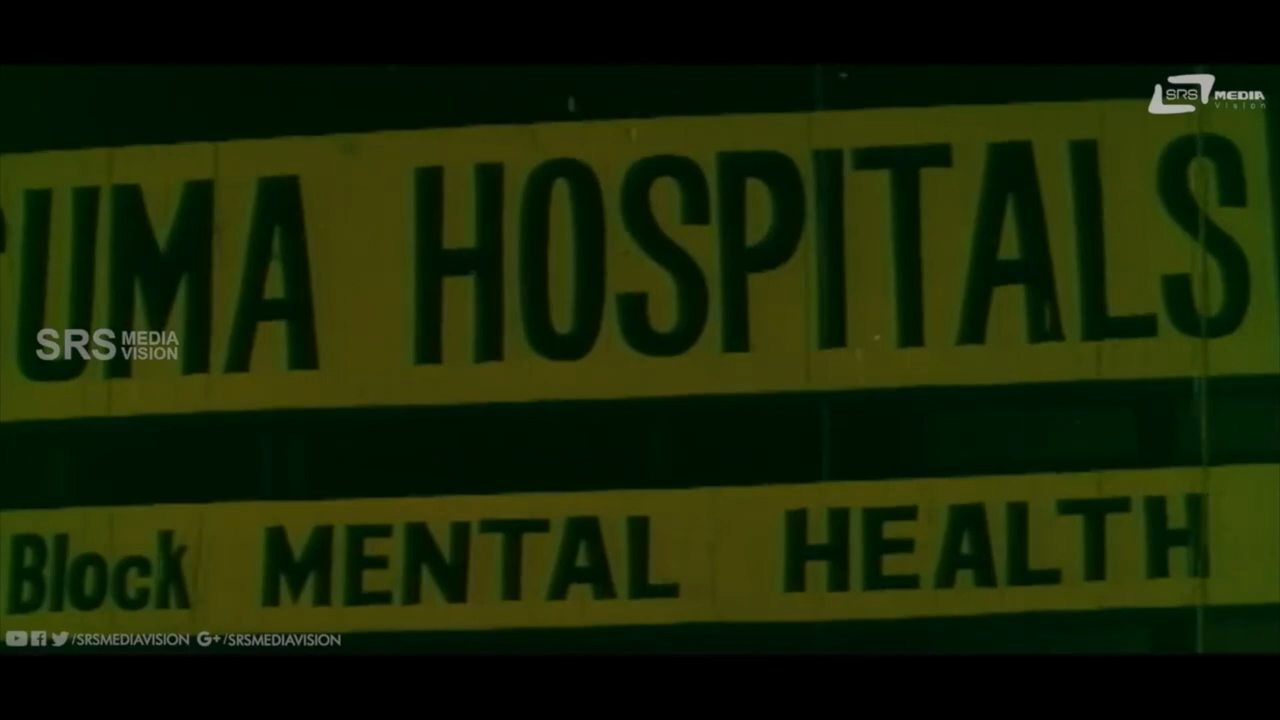 SRS MEDIA
Vision
UMA HOSPITALS
SRS MEDIA
VISION
Block MENTAL HEALTH
/SRSMEDIAVISION G+/SRSMEDIAVISION